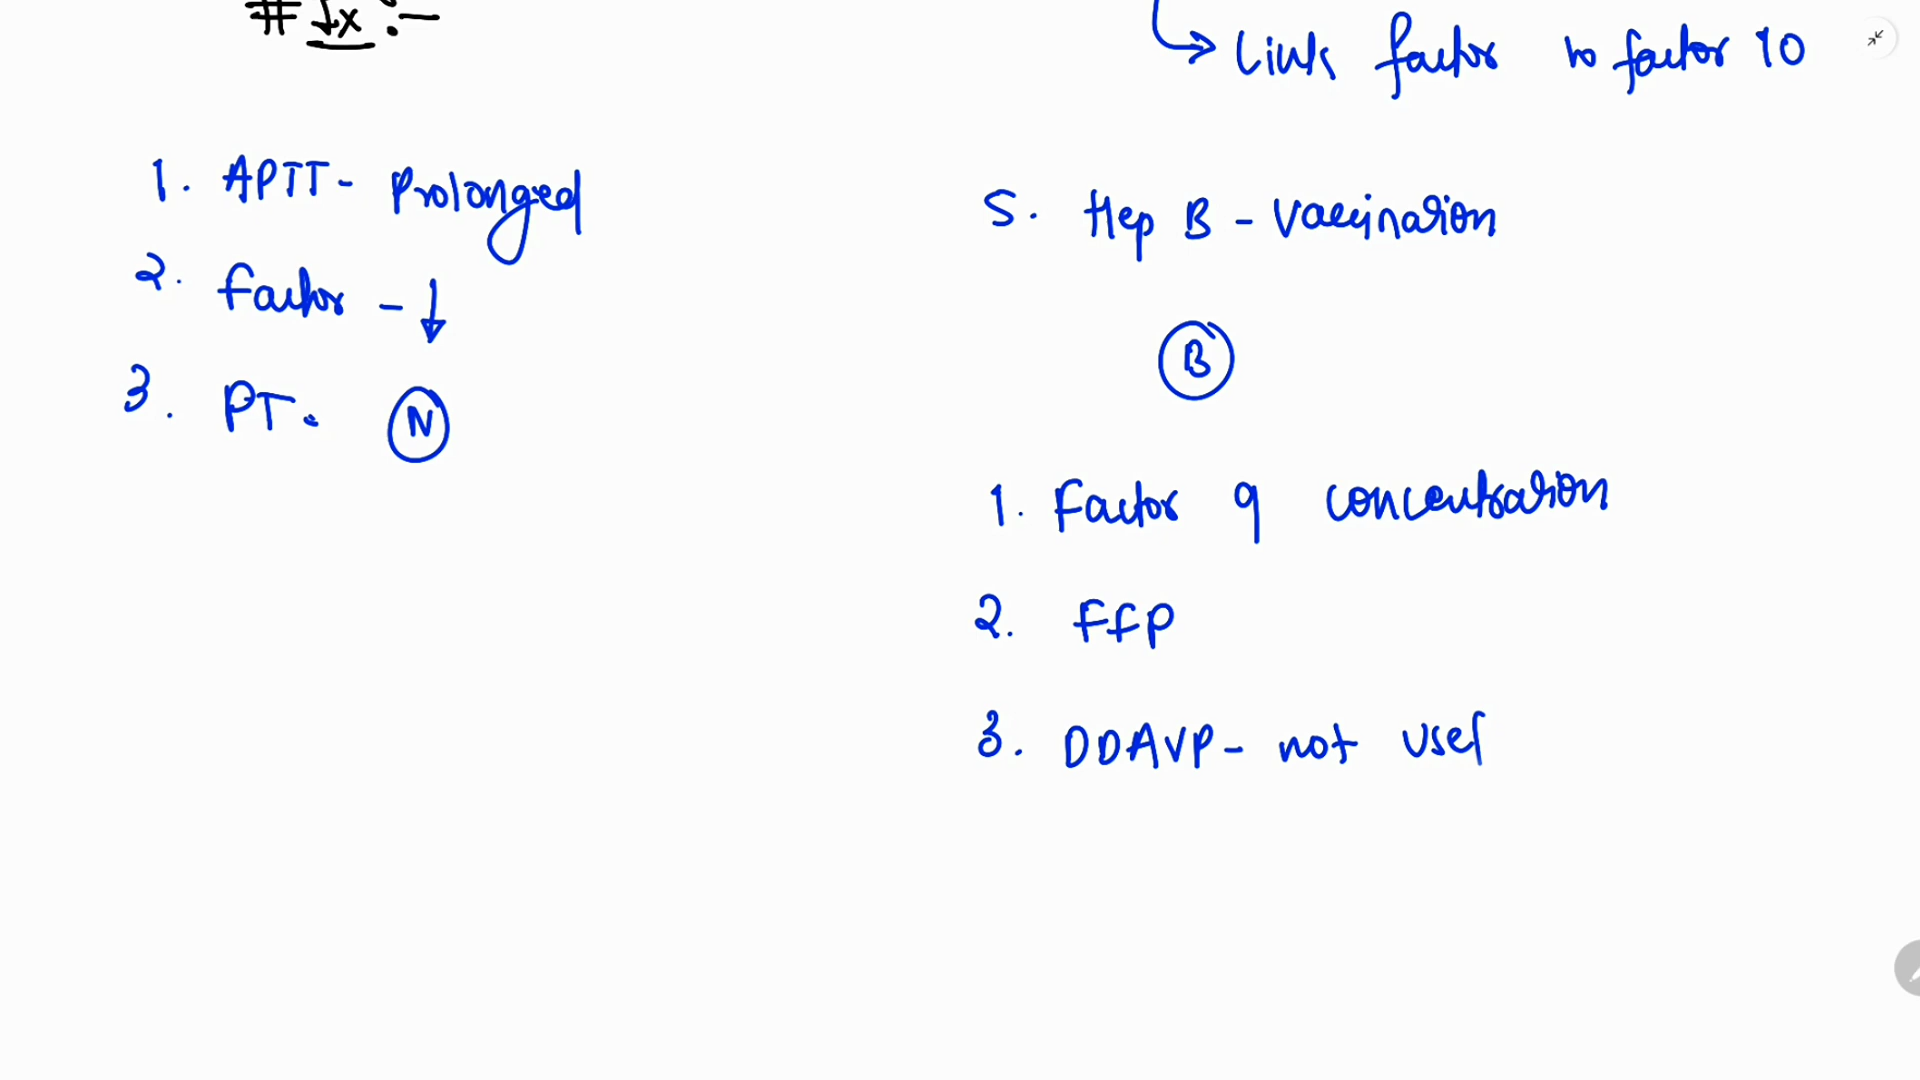 # Ix :-
1. APTT - Prolonged
2. factor - ↓
3. PT - N
↳ Link factor to factor 10
5. Hep B - Vaccination
B
1. Factor 9 concentration
2. FFP
3. DDAVP - not usef